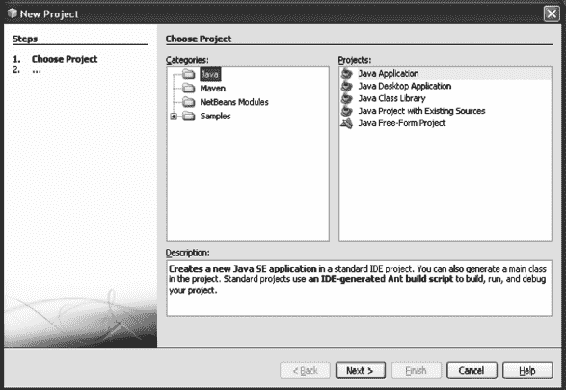 New Project
Steps
1. Choose Project
2. ...
Choose Project
Categories:
Java
Maven
NetBeans Modules
Samples
Projects:
Java Application
Java Desktop Application
Java Class Library
Java Project with Existing Sources
Java Free-Form Project
Description:
Creates a new Java SE application in a standard IDE project. You can also generate a main class
in the project. Standard projects use an IDE-generated Ant build script to build, run, and debug
your project.
< Back
Next >
Finish
Cancel
Help